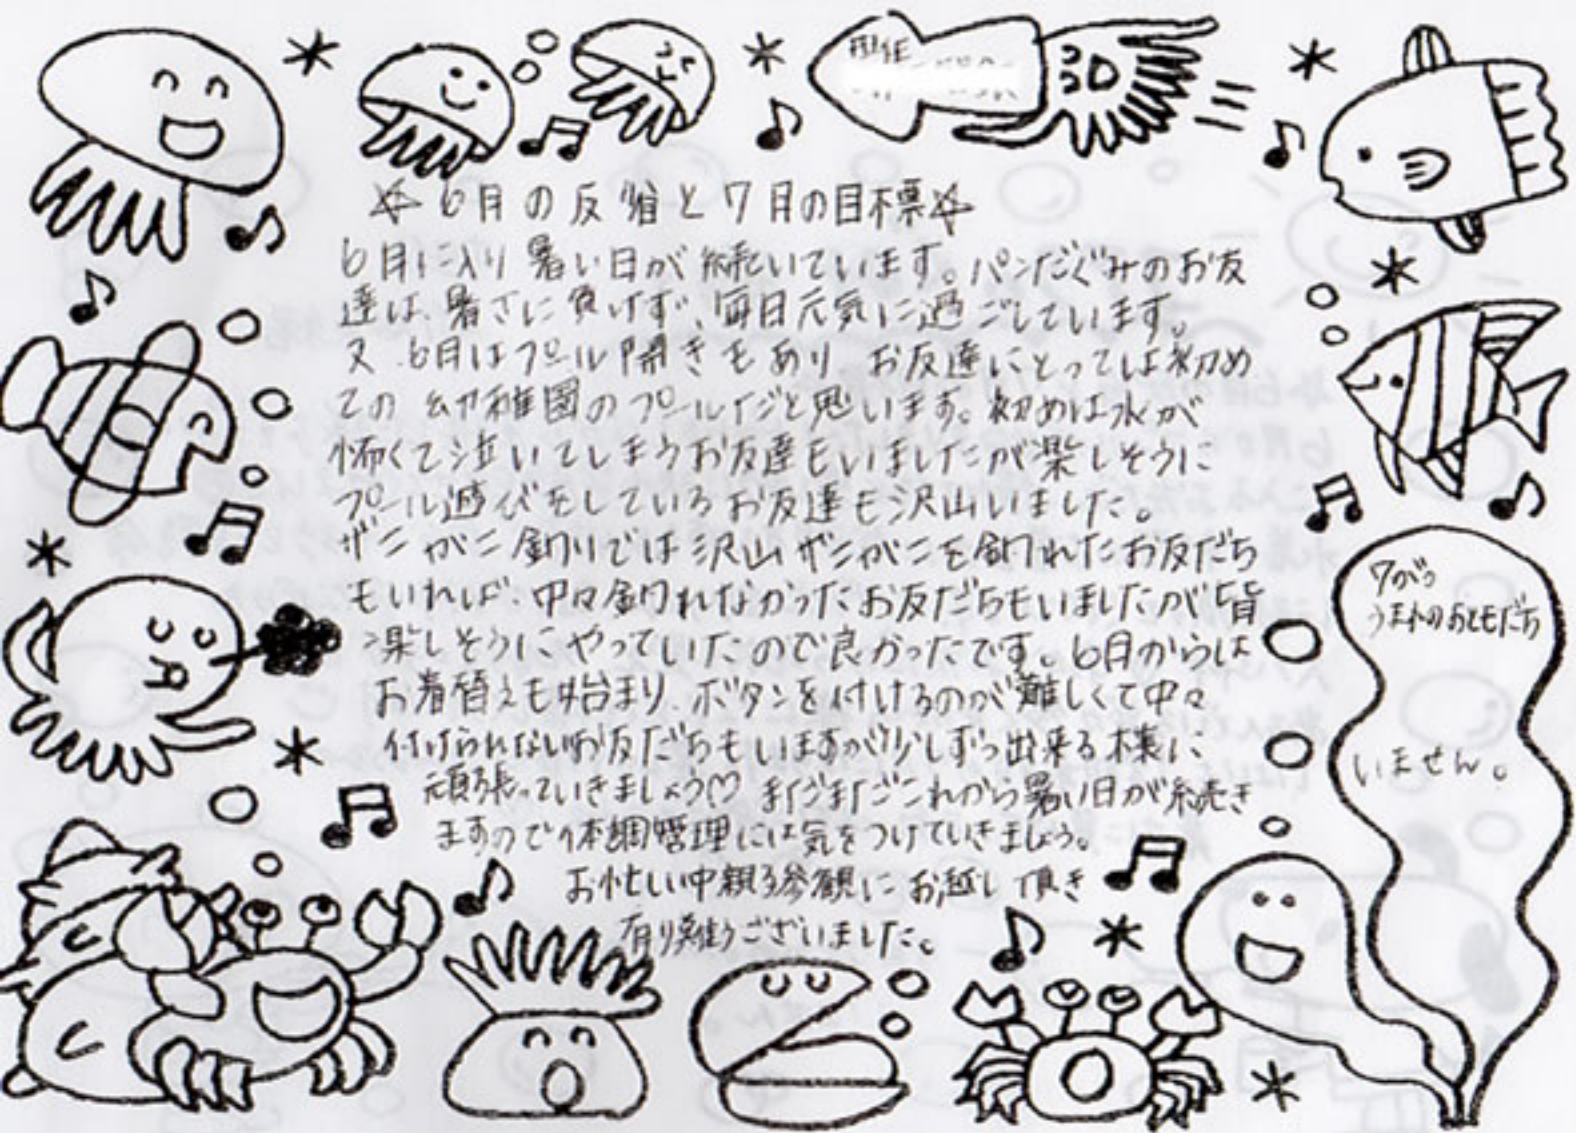 制作
☆6月の反省と7月の目標☆
6月に入り暑い日が続いています。パンだぐみのお友
達は、暑さに負けず、毎日元気に過ごしています。
又、6月はプール開きもあり、お友達にとっては初め
ての幼稚園のプールだと思います。初めは水が
怖くて泣いてしまうお友達もいましたが楽しそうに
プール遊びをしているお友達も沢山いました。
ザニがニ釣りでは沢山ザニがニを釣れたお友だち
もいれば、中々釣れなかったお友だちもいましたが皆
楽しそうにやっていたので良かったです。6月からは
お着替えも始まり、ボタンを付けるのが難しくて中々
付けられないお友だちもいますが少しずつ出来る様に
頑張っていきましょう♡ まだまだこれから暑い日が続き
ますので体調管理には気をつけていきましょう。
お忙しい中親子参観にお越し頂き
有り難うございました。
7がつ
うまれのおともだち
いません。